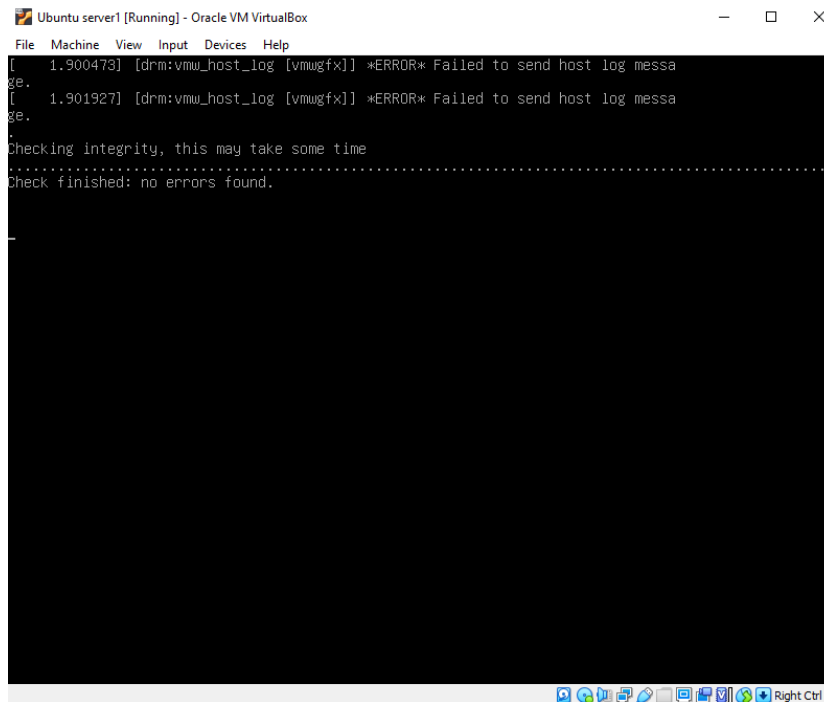 Ubuntu server1 [Running] - Oracle VM VirtualBox
File Machine View Input Devices Help
[    1.900473] [drm:vmw_host_log [vmwgfx]] *ERROR* Failed to send host log messa
ge.
[    1.901927] [drm:vmw_host_log [vmwgfx]] *ERROR* Failed to send host log messa
ge.
.
Checking integrity, this may take some time
................................................................................
Check finished: no errors found.
Right Ctrl